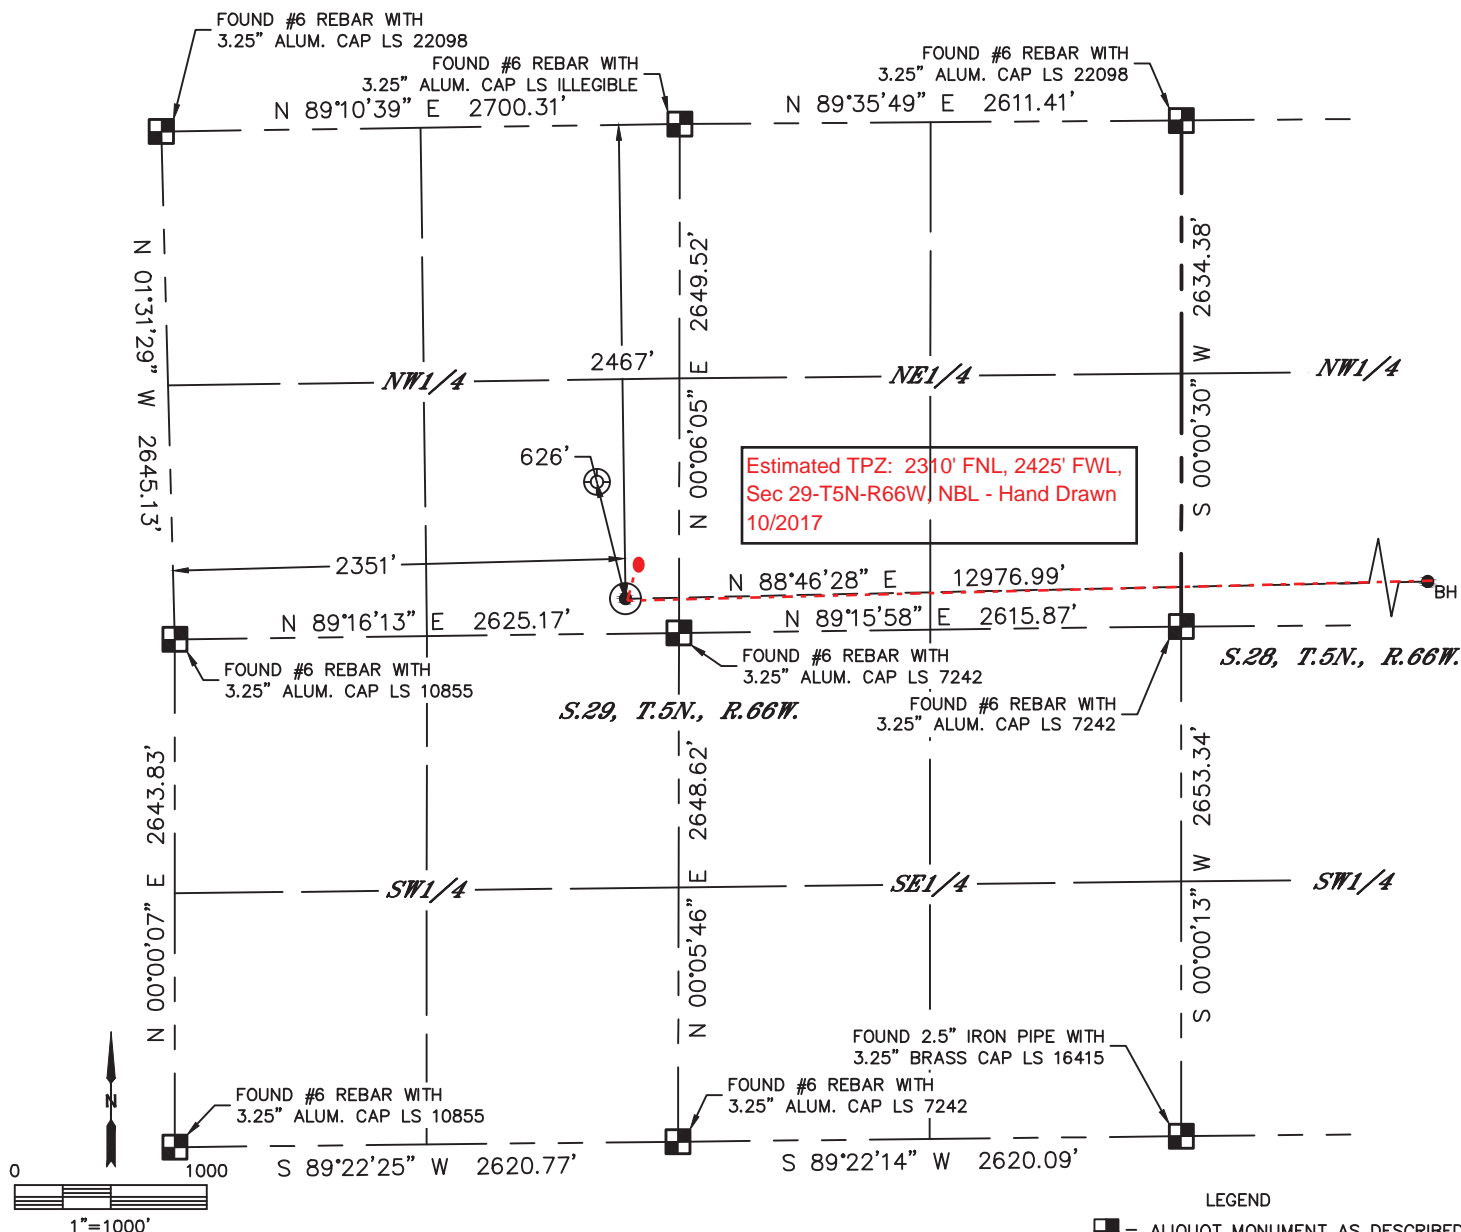 FOUND #6 REBAR WITH
3.25” ALUM. CAP LS 22098
FOUND #6 REBAR WITH
3.25” ALUM. CAP LS ILLEGIBLE
FOUND #6 REBAR WITH
3.25” ALUM. CAP LS 22098
N 89°10'39” E 2700.31'
N 89°35'49” E 2611.41'
N 01°31'29” W 2645.13'
N 00°06'05” E 2649.52'
S 00°00'30” W 2634.38'
2467'
NW1/4
NE1/4
NW1/4
626'
Estimated TPZ: 2310' FNL, 2425' FWL,
Sec 29-T5N-R66W, NBL - Hand Drawn
10/2017
2351'
N 88°46'28” E 12976.99'
BH
N 89°16'13” E 2625.17'
N 89°15'58” E 2615.87'
FOUND #6 REBAR WITH
3.25” ALUM. CAP LS 10855
FOUND #6 REBAR WITH
3.25” ALUM. CAP LS 7242
S.28, T.5N., R.66W.
S.29, T.5N., R.66W.
FOUND #6 REBAR WITH
3.25” ALUM. CAP LS 7242
N 00°00'07” E 2643.83'
N 00°05'46” E 2648.62'
S 00°00'13” W 2653.34'
SW1/4
SE1/4
SW1/4
N
FOUND #6 REBAR WITH
3.25” ALUM. CAP LS 10855
FOUND #6 REBAR WITH
3.25” ALUM. CAP LS 7242
FOUND 2.5” IRON PIPE WITH
3.25” BRASS CAP LS 16415
S 89°22'25” W 2620.77'
S 89°22'14” W 2620.09'
0 1000
1”=1000'
LEGEND
– ALIQUOT MONUMENT AS DESCRIBED